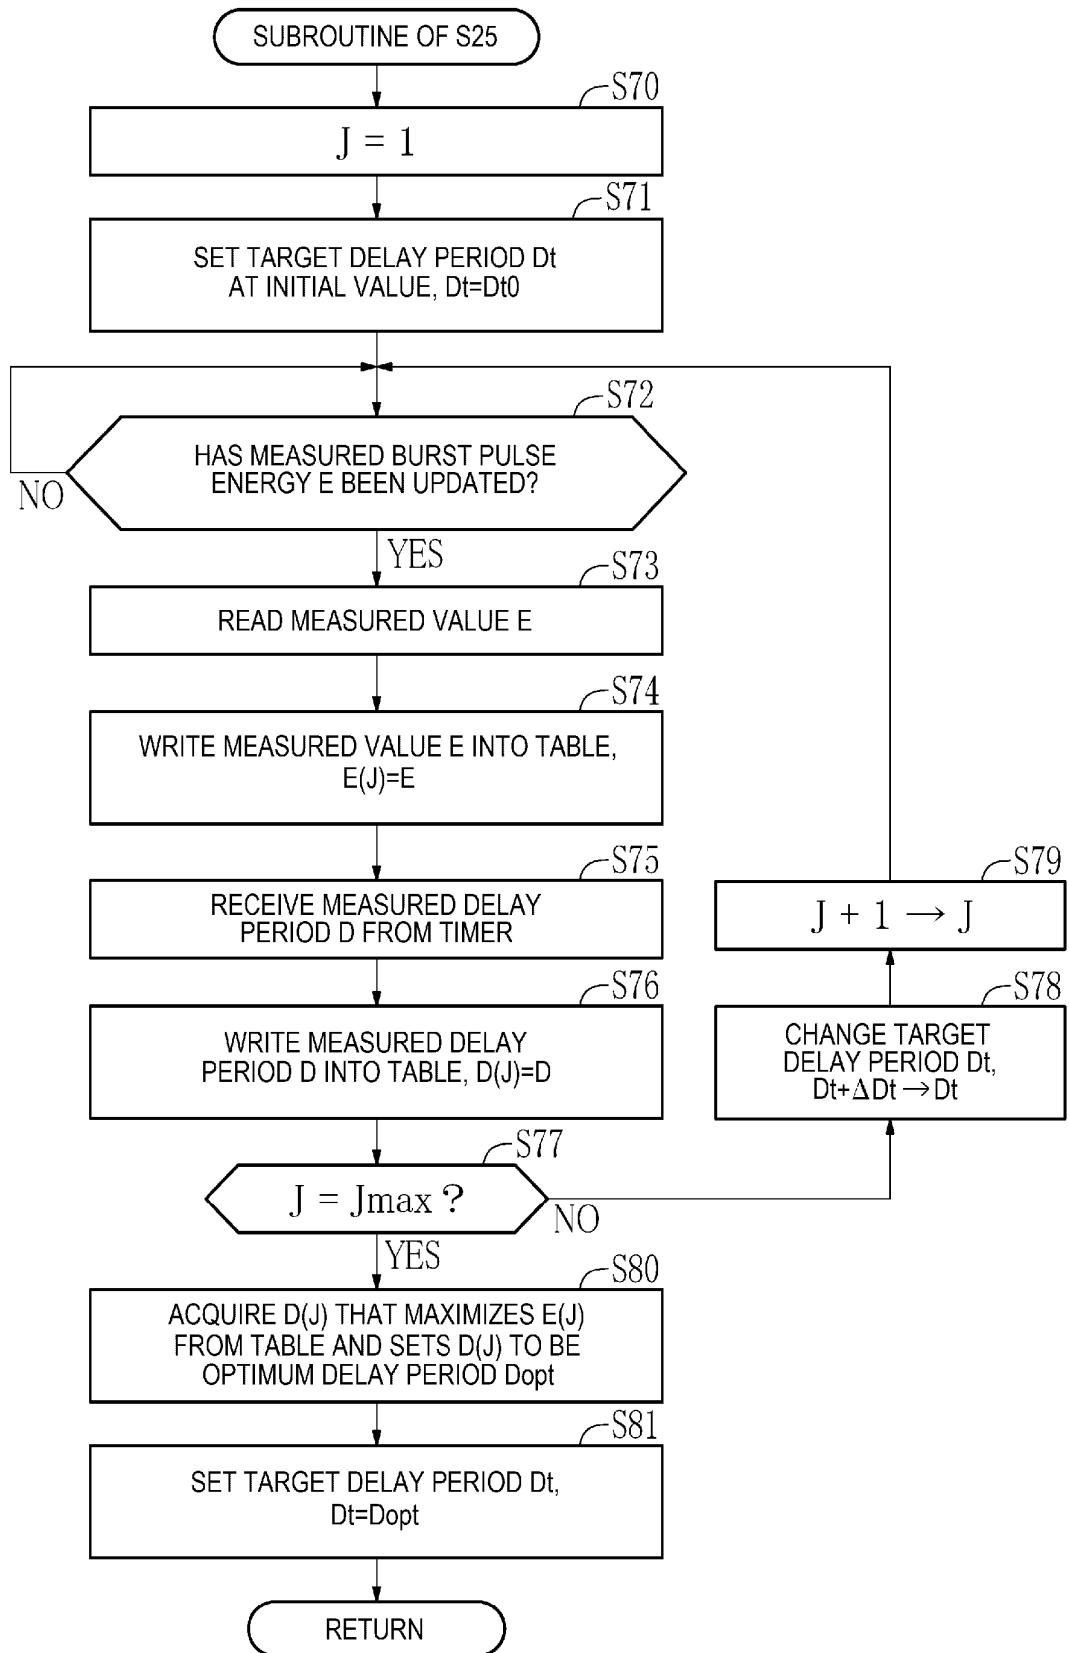 SUBROUTINE OF S25
S70
J = 1
S71
SET TARGET DELAY PERIOD Dt
AT INITIAL VALUE, Dt=Dt0
S72
HAS MEASURED BURST PULSE
ENERGY E BEEN UPDATED?
NO
YES
S73
READ MEASURED VALUE E
S74
WRITE MEASURED VALUE E INTO TABLE,
E(J)=E
S75
RECEIVE MEASURED DELAY
PERIOD D FROM TIMER
S76
WRITE MEASURED DELAY
PERIOD D INTO TABLE, D(J)=D
S77
J = Jmax ?
NO
YES
S78
CHANGE TARGET
DELAY PERIOD Dt,
Dt+ΔDt→Dt
S79
J + 1 → J
S80
ACQUIRE D(J) THAT MAXIMIZES E(J)
FROM TABLE AND SETS D(J) TO BE
OPTIMUM DELAY PERIOD Dopt
S81
SET TARGET DELAY PERIOD Dt,
Dt=Dopt
RETURN